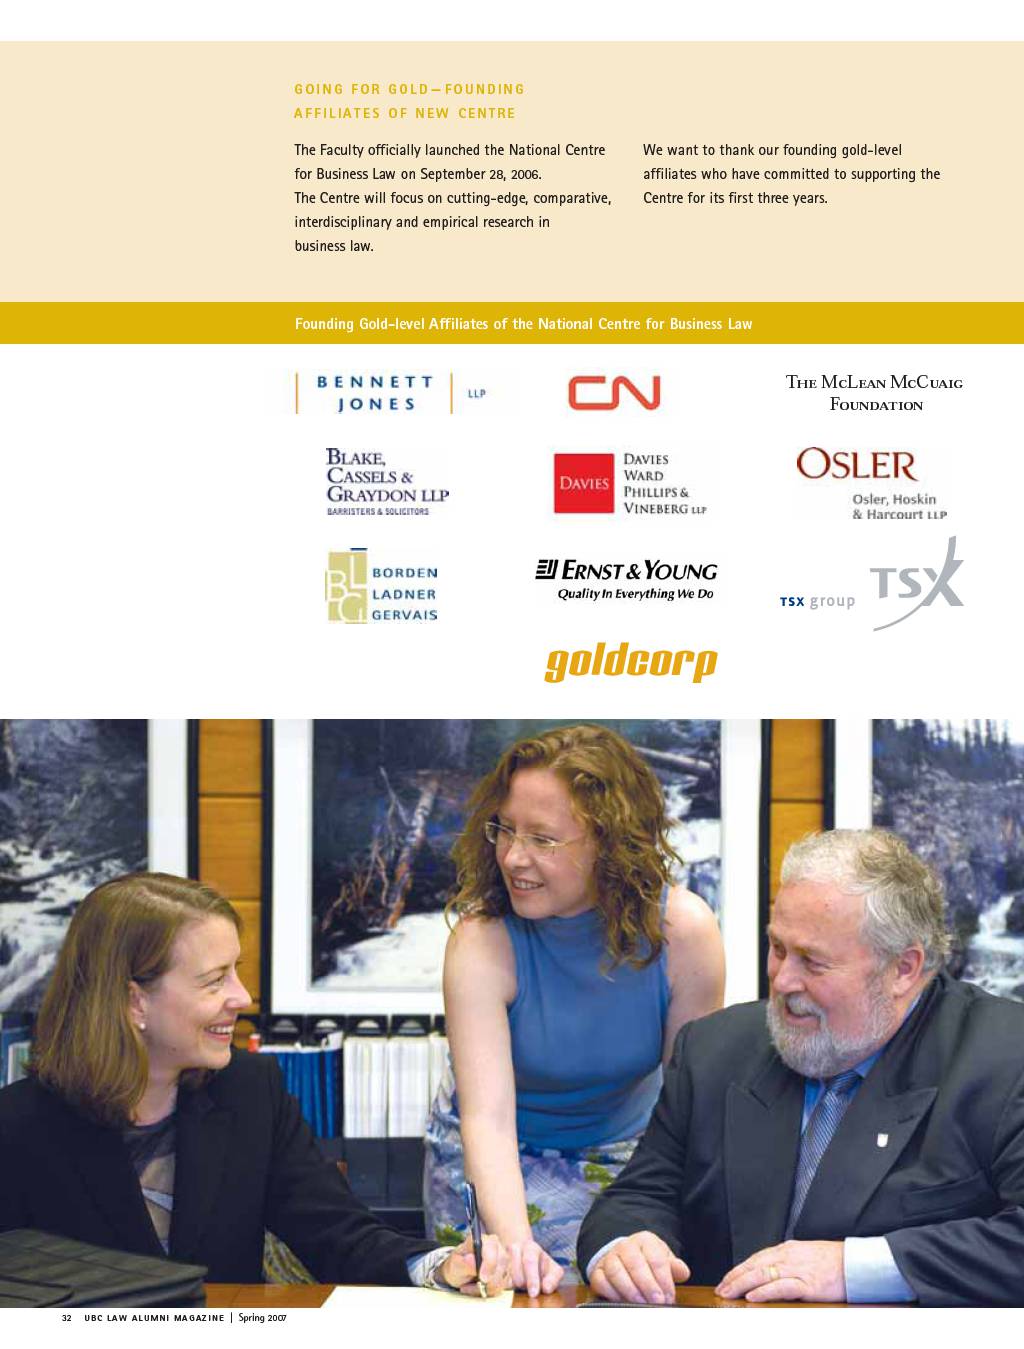 GOING FOR GOLD—FOUNDING
AFFILIATES OF NEW CENTRE
The Faculty officially launched the National Centre
for Business Law on September 28, 2006.
The Centre will focus on cutting-edge, comparative,
interdisciplinary and empirical research in
business law.
We want to thank our founding gold-level
affiliates who have committed to supporting the
Centre for its first three years.
Founding Gold-level Affiliates of the National Centre for Business Law
BENNETT
JONES
LLP
CN
THE MCLEAN MCCUAIG
FOUNDATION
BLAKE,
CASSELS &
GRAYDON LLP
BARRISTERS & SOLICITORS
DAVIES
DAVIES
WARD
PHILLIPS &
VINEBERG LLP
OSLER
Osler, Hoskin
& Harcourt LLP
BLG
BORDEN
LADNER
GERVAIS
ERNST & YOUNG
Quality In Everything We Do
TSX group
TSX
goldcorp
32 UBC LAW ALUMNI MAGAZINE | Spring 2007